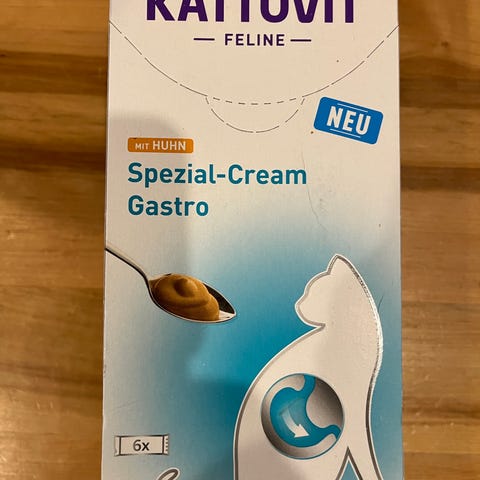 KATTOVIT
— FELINE —
NEU
MIT HUHN
Spezial-Cream
Gastro
6x